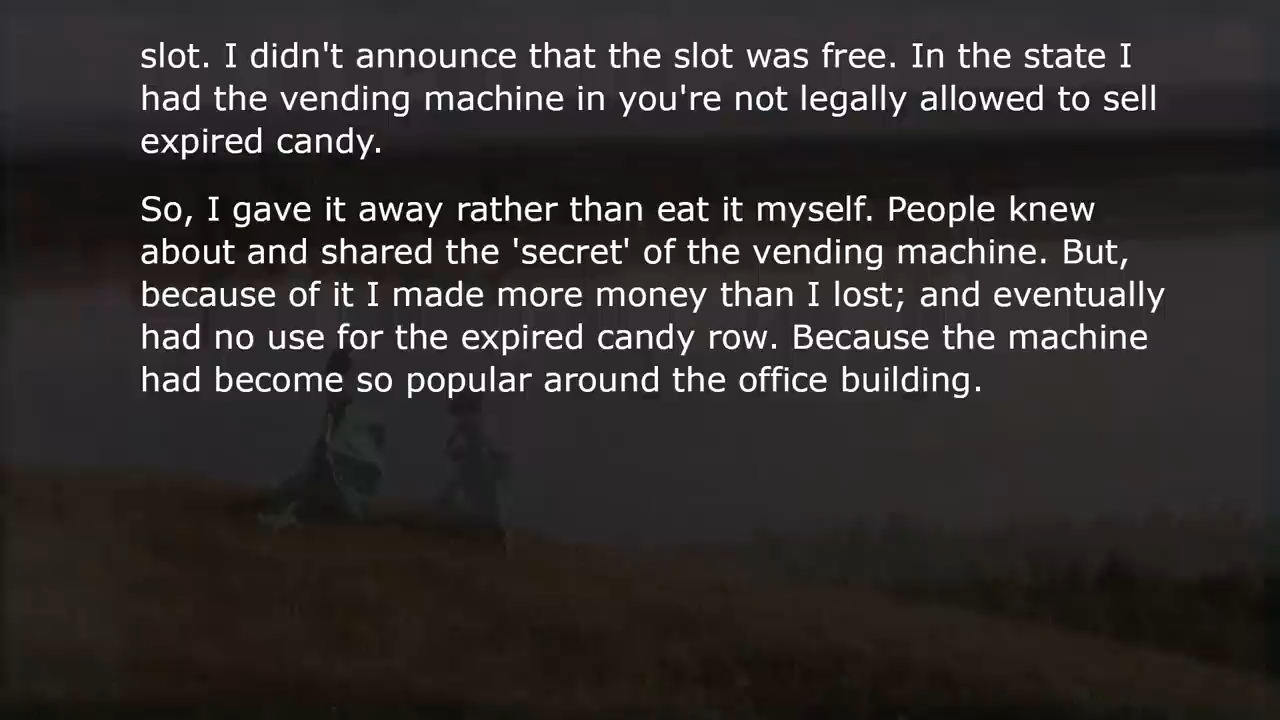 slot. I didn't announce that the slot was free. In the state I
had the vending machine in you're not legally allowed to sell
expired candy.
So, I gave it away rather than eat it myself. People knew
about and shared the 'secret' of the vending machine. But,
because of it I made more money than I lost; and eventually
had no use for the expired candy row. Because the machine
had become so popular around the office building.